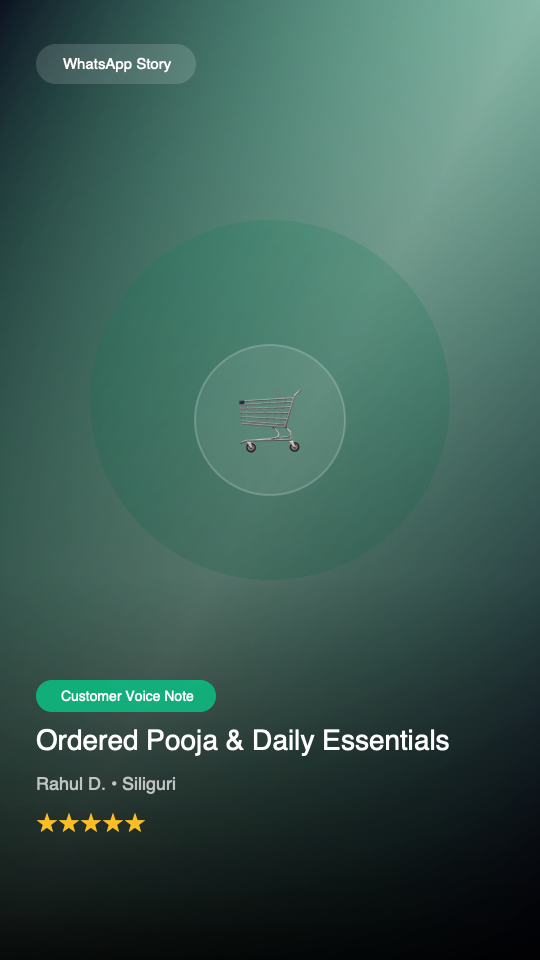 WhatsApp Story
Customer Voice Note
Ordered Pooja & Daily Essentials
Rahul D. • Siliguri
★★★★★